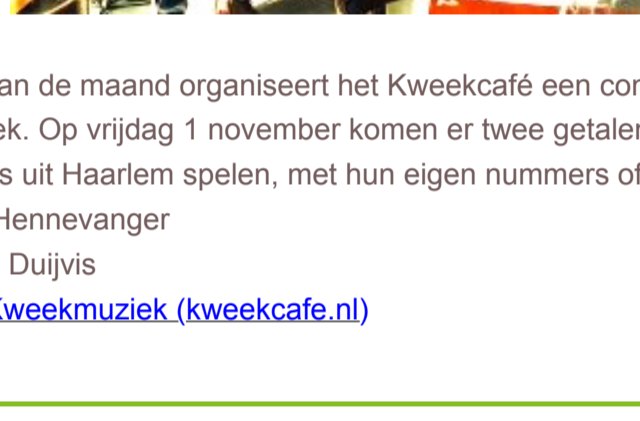 an de maand organiseert het Kweekcafé een con
ek. Op vrijdag 1 november komen er twee getalen
s uit Haarlem spelen, met hun eigen nummers of
Hennevanger
Duijvis
Kweekmuziek (kweekcafe.nl)